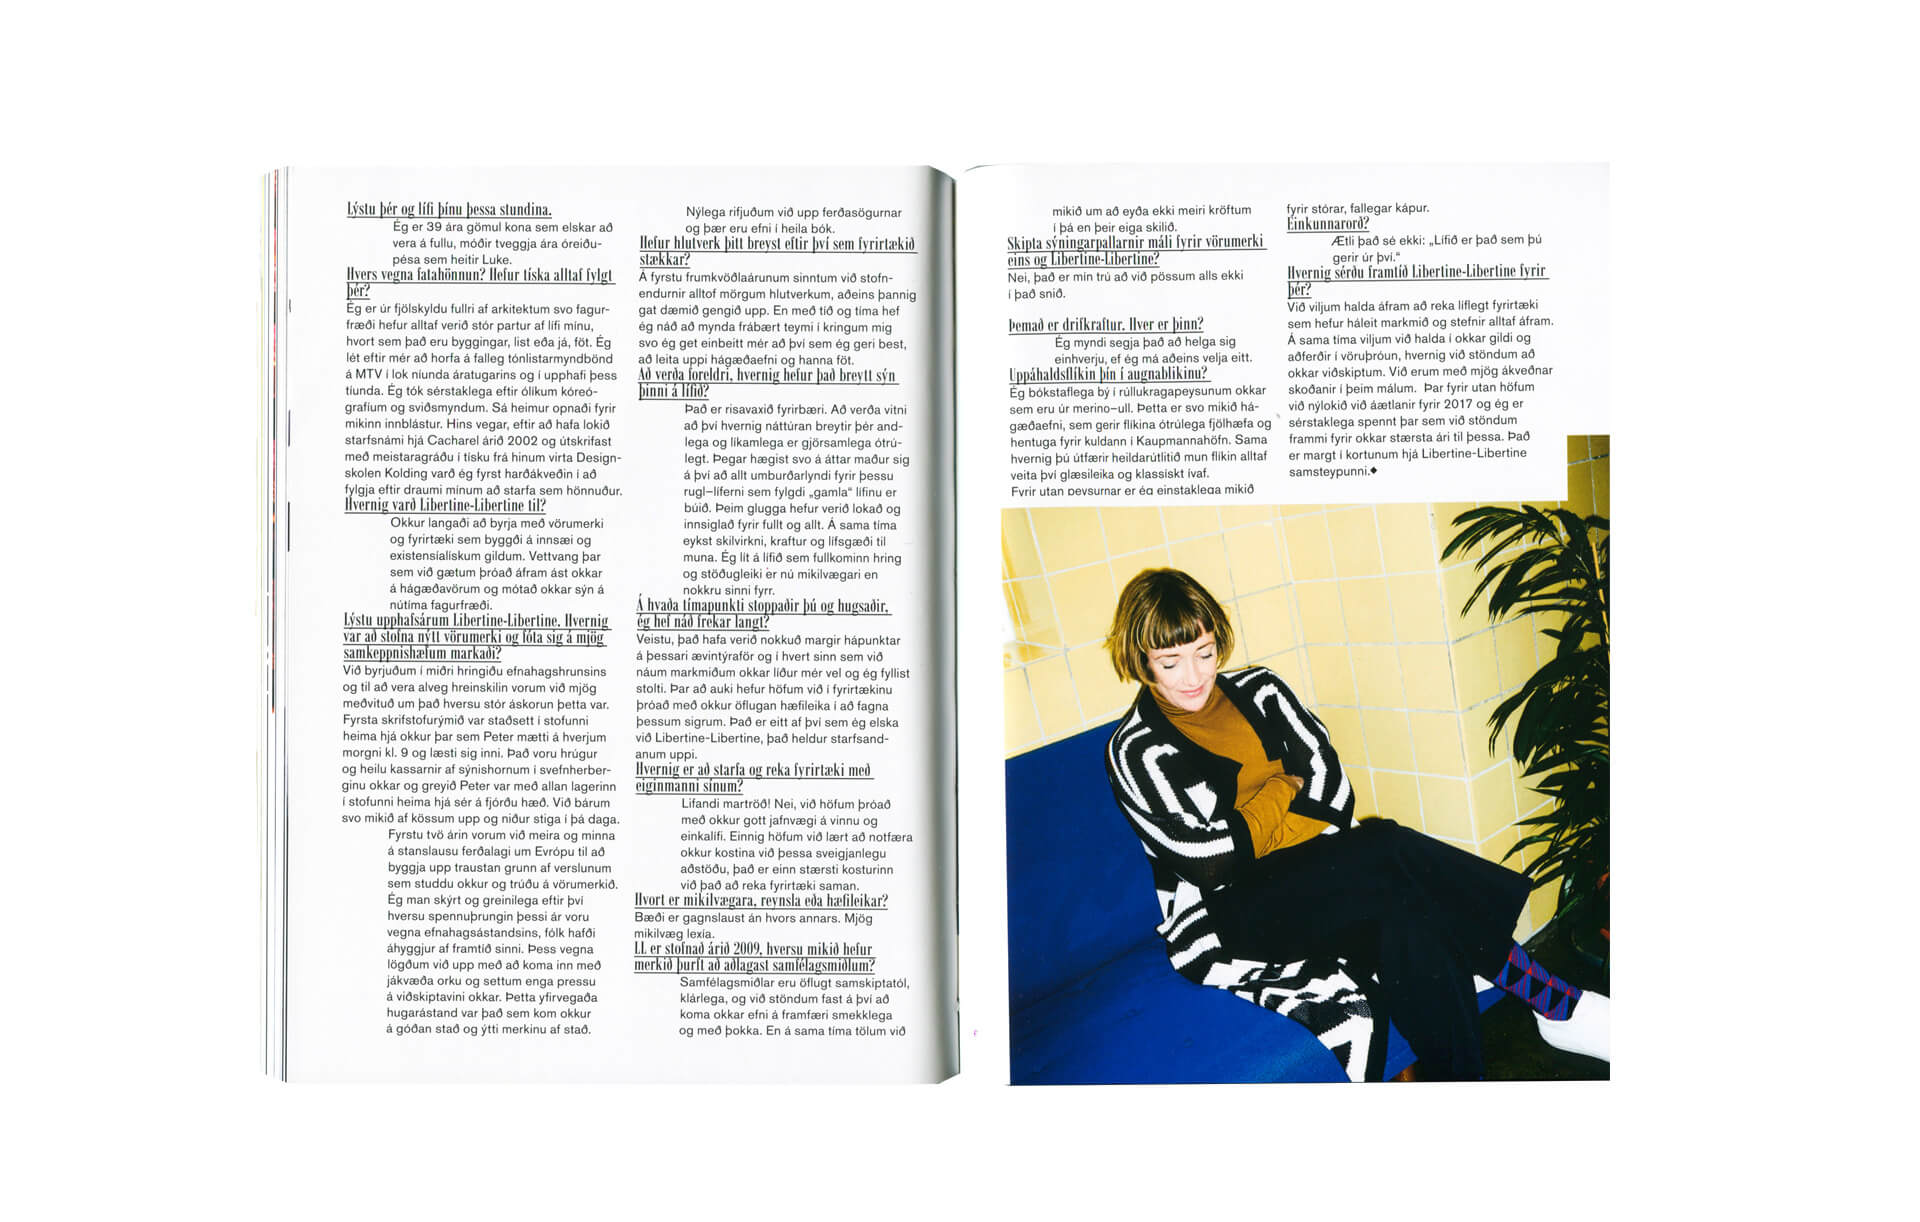 Lýstu þér og lífi þínu þessa stundina.
Ég er 39 ára gömul kona sem elskar að
vera á fullu, móðir tveggja ára óreiðu-
pésa sem heitir Luke.
Hvers vegna fatahönnun? Hefur tíska alltaf fylgt
þér?
Ég er úr fjölskyldu fullri af arkitektum svo fagur-
fræði hefur alltaf verið stór partur af lífi mínu,
hvort sem það eru byggingar, list eða já, föt. Ég
lét eftir mér að horfa á falleg tónlistarmyndbönd
á MTV í lok níunda áratugarins og í upphafi þess
tíunda. Ég tók sérstaklega eftir ólíkum kóreó-
grafíum og sviðsmyndum. Sá heimur opnaði fyrir
mikinn innblástur. Hins vegar, eftir að hafa lokið
starfsnámi hjá Cacharel árið 2002 og útskrifast
með meistaragráðu í tísku frá hinum virta Design-
skolen Kolding varð ég fyrst harðákveðin í að
fylgja eftir draumi mínum að starfa sem hönnuður.
Hvernig varð Libertine-Libertine til?
Okkur langaði að byrja með vörumerki
og fyrirtæki sem byggði á innsæi og
existensíalískum gildum. Vettvang þar
sem við gætum þróað áfram ást okkar
á hágæðavörum og mótað okkar sýn á
nútíma fagurfræði.
Lýstu upphafsárum Libertine-Libertine. Hvernig
var að stofna nýtt vörumerki og fóta sig á mjög
samkeppnishæfum markaði?
Við byrjuðum í miðri hringiðu efnahagshrunsins
og til að vera alveg hreinskilin vorum við mjög
meðvituð um það hversu stór áskorun þetta var.
Fyrsta skrifstofurýmið var staðsett í stofunni
heima hjá okkur þar sem Peter mætti á hverjum
morgni kl. 9 og læsti sig inni. Það voru hrúgur
og heilu kassarnir af sýnishornum í svefnherber-
ginu okkar og greyið Peter var með allan lagerinn
í stofunni heima hjá sér á fjórðu hæð. Við bárum
svo mikið af kössum upp og niður stiga í þá daga.
Fyrstu tvö árin vorum við meira og minna
á stanslausu ferðalagi um Evrópu til að
byggja upp traustan grunn af verslunum
sem studdu okkur og trúðu á vörumerkið.
Ég man skýrt og greinilega eftir því
hversu spennuþrungin þessi ár voru
vegna efnahagsástandsins, fólk hafði
áhyggjur af framtíð sinni. Þess vegna
lögðum við upp með að koma inn með
jákvæða orku og settum enga pressu
á viðskiptavini okkar. Þetta yfirvegaða
hugarástand var það sem kom okkur
á góðan stað og ýtti merkinu af stað.
Nýlega rifjuðum við upp ferðasögurnar
og þær eru efni í heila bók.
Hefur hlutverk þitt breyst eftir því sem fyrirtækið
stækkar?
Á fyrstu frumkvöðlaárunum sinntum við stofn-
endurnir alltof mörgum hlutverkum, aðeins þannig
gat dæmið gengið upp. En með tíð og tíma hef
ég náð að mynda frábært teymi í kringum mig
svo ég get einbeitt mér að því sem ég geri best,
að leita uppi hágæðaefni og hanna föt.
Að verða foreldri, hvernig hefur það breytt sýn
þinni á lífið?
Það er risavaxið fyrirbæri. Að verða vitni
að því hvernig náttúran breytir þér and-
lega og líkamlega er gjörsamlega ótrú-
legt. Þegar hægist svo á áttar maður sig
á því að allt umburðarlyndi fyrir þessu
rugl–líferni sem fylgdi „gamla“ lífinu er
búið. Þeim glugga hefur verið lokað og
innsiglað fyrir fullt og allt. Á sama tíma
eykst skilvirkni, kraftur og lífsgæði til
muna. Ég lít á lífið sem fullkominn hring
og stöðugleiki er nú mikilvægari en
nokkru sinni fyrr.
Á hvaða tímapunkti stoppaðir þú og hugsaðir,
ég hef náð frekar langt?
Veistu, það hafa verið nokkuð margir hápunktar
á þessari ævintýraför og í hvert sinn sem við
náum markmiðum okkar líður mér vel og ég fyllist
stolti. Þar að auki hefur höfum við í fyrirtækinu
þróað með okkur öflugan hæfileika í að fagna
þessum sigrum. Það er eitt af því sem ég elska
við Libertine-Libertine, það heldur starfsand-
anum uppi.
Hvernig er að starfa og reka fyrirtæki með
eiginmanni sínum?
Lifandi martröð! Nei, við höfum þróað
með okkur gott jafnvægi á vinnu og
einkalífi. Einnig höfum við lært að notfæra
okkur kostina við þessa sveigjanlegu
aðstöðu, það er einn stærsti kosturinn
við það að reka fyrirtæki saman.
Hvort er mikilvægara, reynsla eða hæfileikar?
Bæði er gagnslaust án hvors annars. Mjög
mikilvæg lexía.
LL er stofnað árið 2009, hversu mikið hefur
merkið þurft að aðlagast samfélagsmiðlum?
Samfélagsmiðlar eru öflugt samskiptatól,
klárlega, og við stöndum fast á því að
koma okkar efni á framfæri smekklega
og með þokka. En á sama tíma tölum við
mikið um að eyða ekki meiri kröftum
í þá en þeir eiga skilið.
Skipta sýningarpallarnir máli fyrir vörumerki
eins og Libertine-Libertine?
Nei, það er mín trú að við pössum alls ekki
í það snið.
Þemað er drifkraftur. Hver er þinn?
Ég myndi segja það að helga sig
einhverju, ef ég má aðeins velja eitt.
Uppáhaldsflíkin þín í augnablikinu?
Ég bókstaflega bý í rúllukragapeysunum okkar
sem eru úr merino–ull. Þetta er svo mikið há-
gæðaefni, sem gerir flíkina ótrúlega fjölhæfa og
hentuga fyrir kuldann í Kaupmannahöfn. Sama
hvernig þú útfærir heildarútlitið mun flíkin alltaf
veita því glæsileika og klassískt ívaf.
Fyrir utan peysurnar er ég einstaklega mikið
fyrir stórar, fallegar kápur.
Einkunnarorð?
Ætli það sé ekki: „Lífið er það sem þú
gerir úr því.“
Hvernig sérðu framtíð Libertine-Libertine fyrir
þér?
Við viljum halda áfram að reka líflegt fyrirtæki
sem hefur háleit markmið og stefnir alltaf áfram.
Á sama tíma viljum við halda í okkar gildi og
aðferðir í vöruþróun, hvernig við stöndum að
okkar viðskiptum. Við erum með mjög ákveðnar
skoðanir í þeim málum. Þar fyrir utan höfum
við nýlokið við áætlanir fyrir 2017 og ég er
sérstaklega spennt þar sem við stöndum
frammi fyrir okkar stærsta ári til þessa. Það
er margt í kortunum hjá Libertine-Libertine
samsteypunni.◆